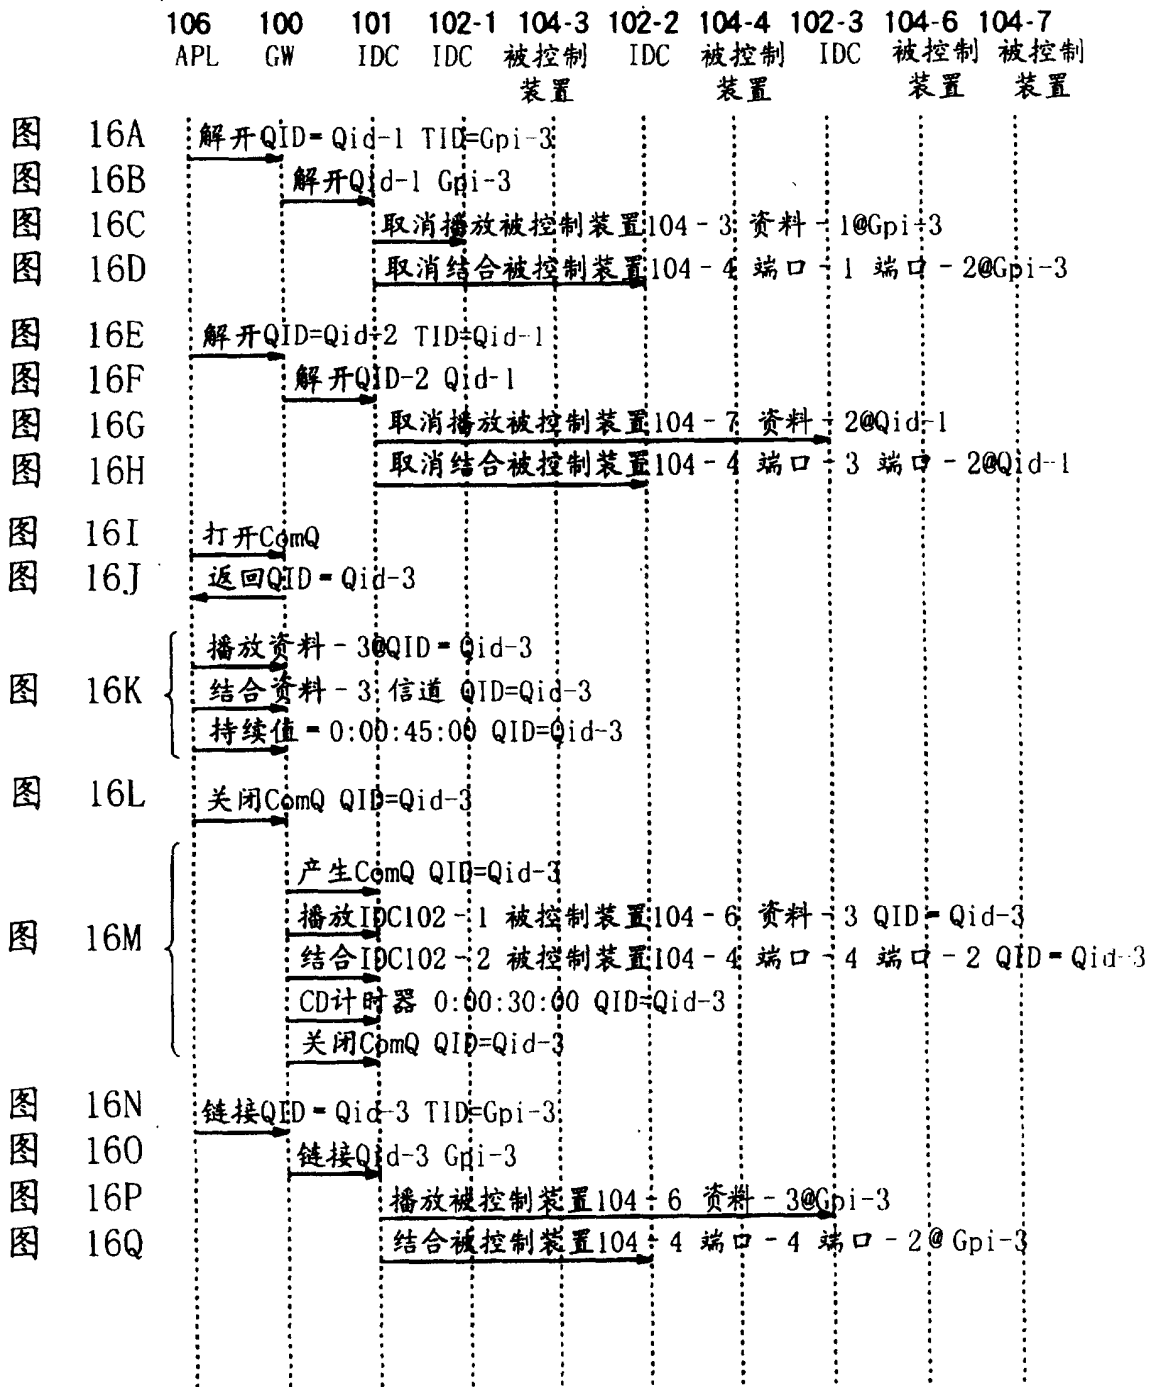 106 100 101 102-1 104-3 102-2 104-4 102-3 104-6 104-7
APL GW IDC IDC 被控制 IDC 被控制 IDC 被控制 被控制
装置 装置 装置 装置
图 16A 解开QID=Qid-1 TID=Gpi-3
图 16B 解开Qid-1 Gpi-3
图 16C 取消播放被控制装置104-3 资料-1@Gpi-3
图 16D 取消结合被控制装置104-4 端口-1 端口-2@Gpi-3
图 16E 解开QID=Qid-2 TID=Qid-1
图 16F 解开QID-2 Qid-1
图 16G 取消播放被控制装置104-7 资料-2@Qid-1
图 16H 取消结合被控制装置104-4 端口-3 端口-2@Qid-1
图 16I 打开ComQ
图 16J 返回QID=Qid-3
播放资料-3@QID=Qid-3
图 16K 结合资料-3 信道 QID=Qid-3
持续值=0:00:45:00 QID=Qid-3
图 16L 关闭ComQ QID=Qid-3
产生ComQ QID=Qid-3
播放IDC102-1 被控制装置104-6 资料-3 QID=Qid-3
图 16M 结合IDC102-2 被控制装置104-4 端口-4 端口-2 QID=Qid-3
CD计时器 0:00:30:00 QID=Qid-3
关闭ComQ QID=Qid-3
图 16N 链接QID=Qid-3 TID=Gpi-3
图 16O 链接Qid-3 Gpi-3
图 16P 播放被控制装置104-6 资料-3@Gpi-3
图 16Q 结合被控制装置104-4 端口-4 端口-2@Gpi-3